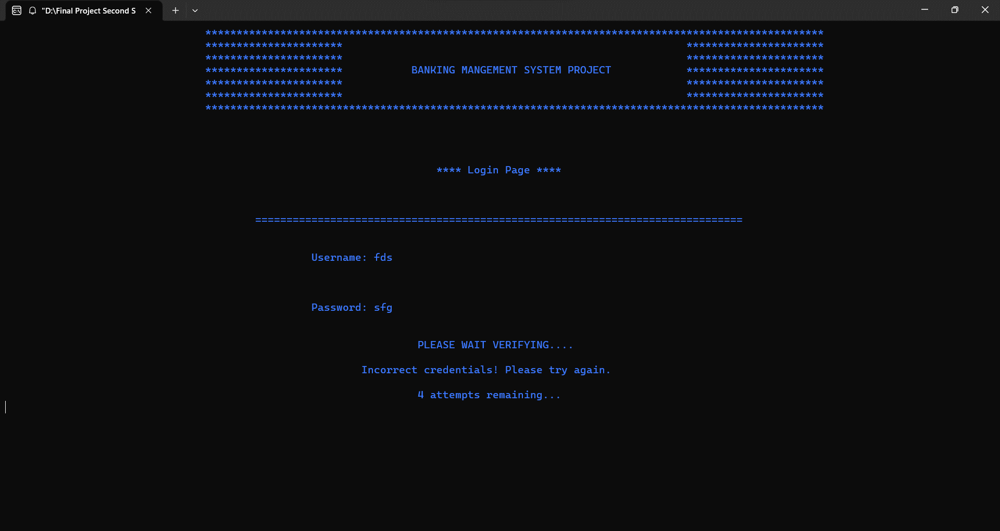 "D:\Final Project Second S
***************************************************************************************************
**********************                                                       **********************
**********************                                                       **********************
**********************           BANKING MANGEMENT SYSTEM PROJECT            **********************
**********************                                                       **********************
**********************                                                       **********************
***************************************************************************************************
**** Login Page ****
==============================================================================
Username: fds
Password: sfg
PLEASE WAIT VERIFYING....
Incorrect credentials! Please try again.
4 attempts remaining...